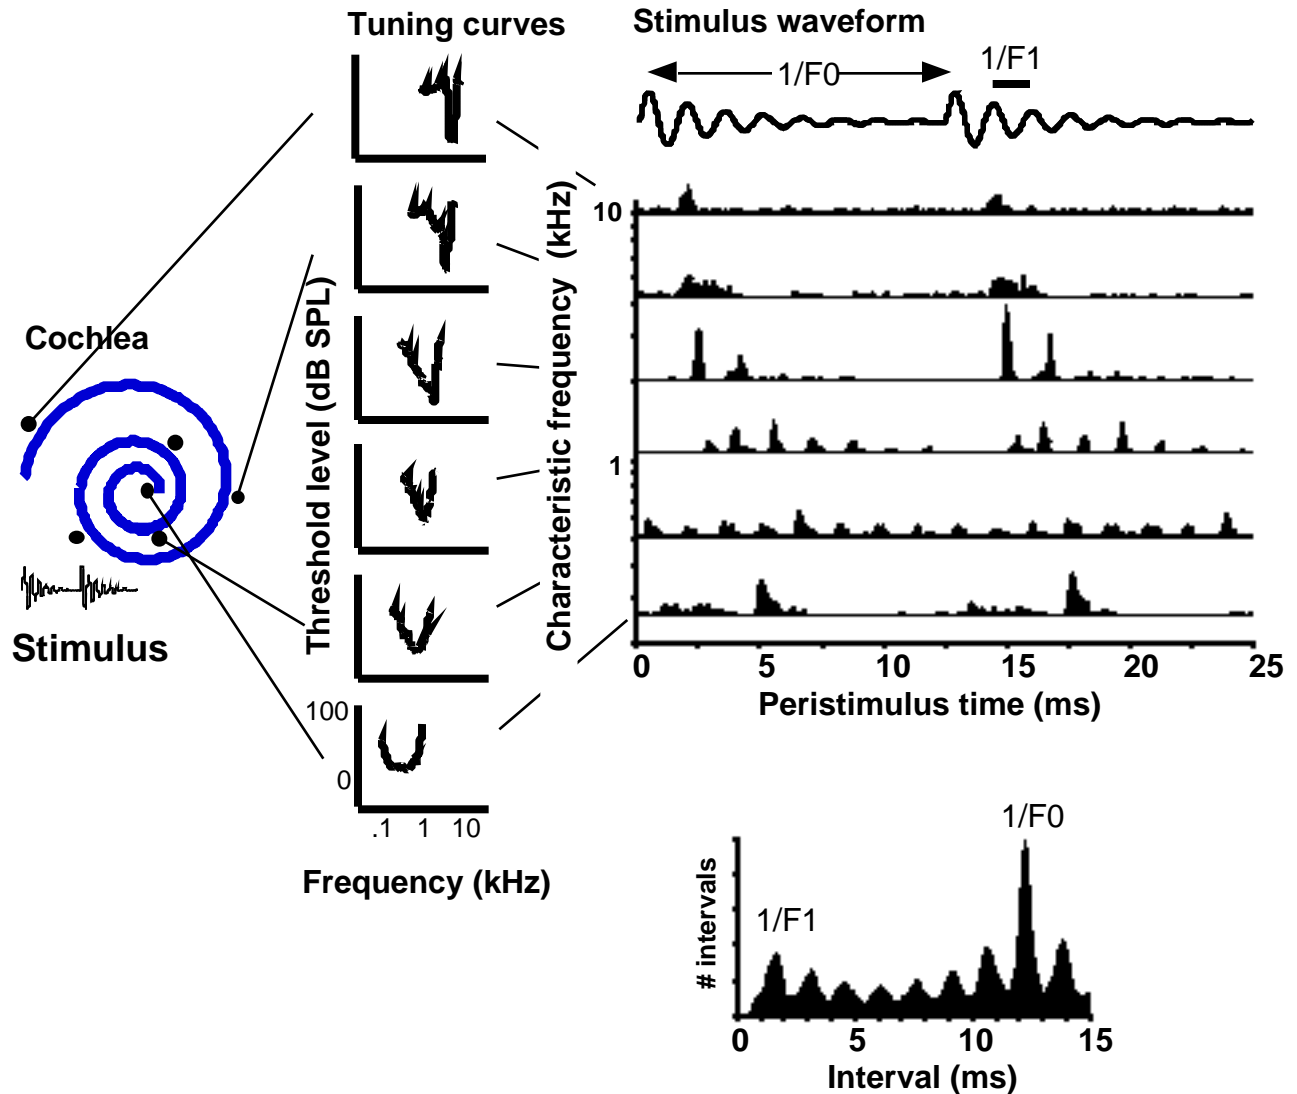 Tuning curves
Stimulus waveform
1/F0
1/F1
Cochlea
Stimulus
Threshold level (dB SPL)
100
0
.1 1 10
Frequency (kHz)
Characteristic frequency (kHz)
10
1
0 5 10 15 20 25
Peristimulus time (ms)
1/F0
1/F1
# intervals
0 5 10 15
Interval (ms)